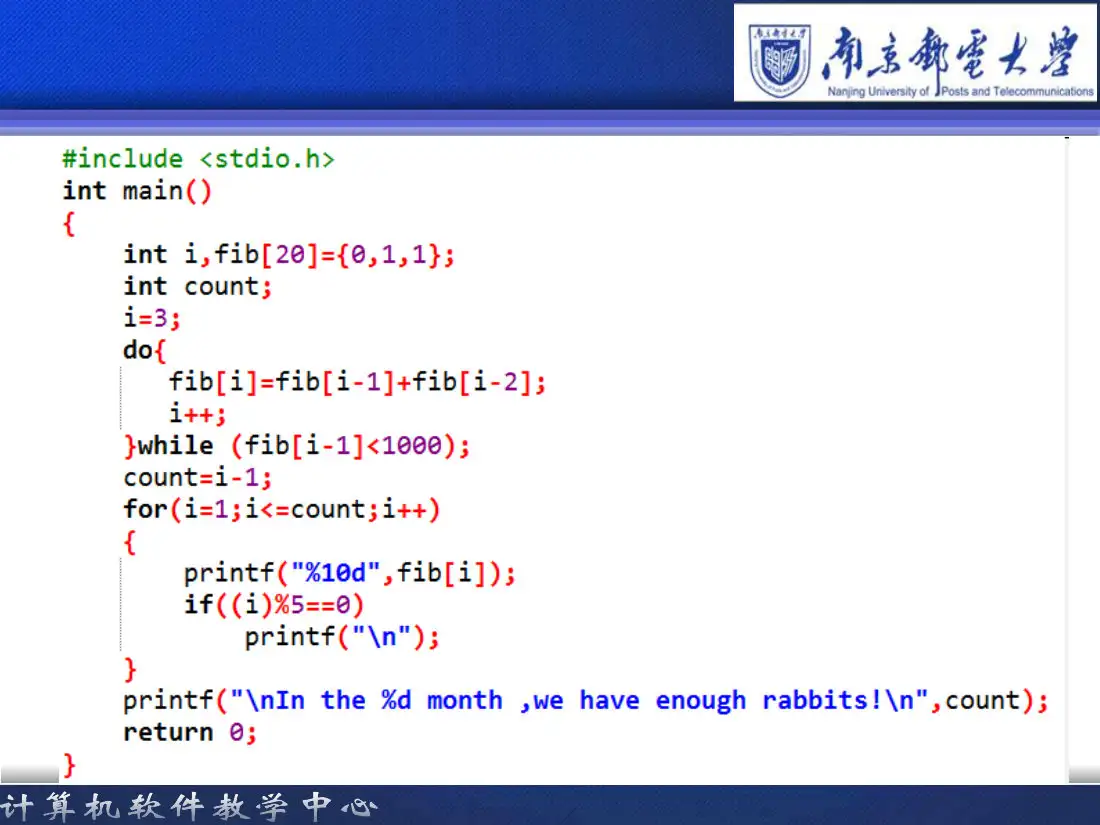 南京邮電大學
Nanjing University of Posts and Telecommunications
#include <stdio.h>
int main()
{
int i,fib[20]={0,1,1};
int count;
i=3;
do{
fib[i]=fib[i-1]+fib[i-2];
i++;
}while (fib[i-1]<1000);
count=i-1;
for(i=1;i<=count;i++)
{
printf("%10d",fib[i]);
if((i)%5==0)
printf("\n");
}
printf("\nIn the %d month ,we have enough rabbits!\n",count);
return 0;
}
计算机软件教学中心